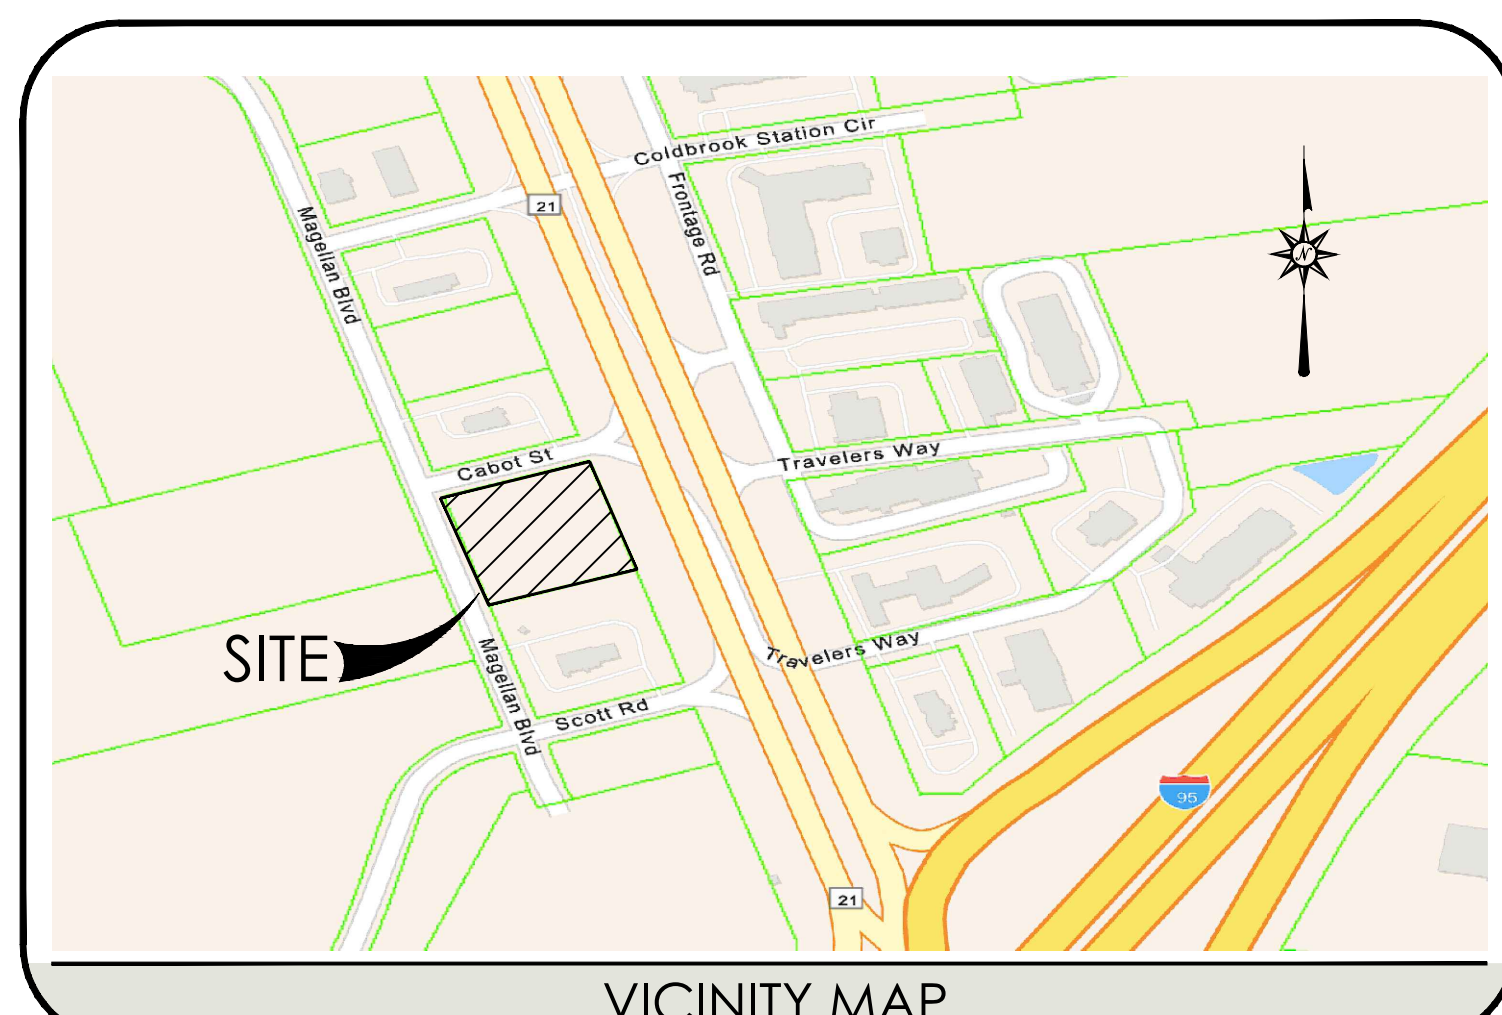 Coldbrook Station Cir
21
Frontage Rd
Magellan Blvd
N
Cabot St
Travelers Way
SITE
Travelers Way
Magellan Blvd
Scott Rd
95
21
VICINITY MAP